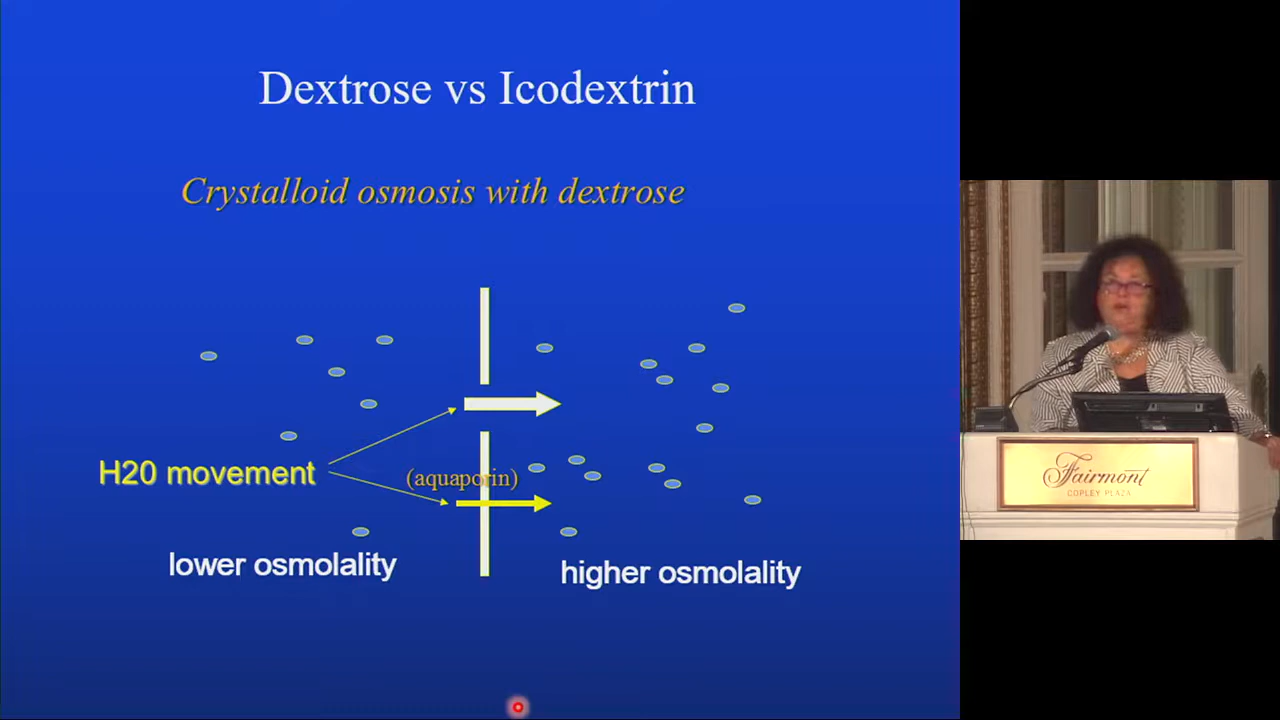 Dextrose vs Icodextrin
Crystalloid osmosis with dextrose
H20 movement
(aquaporin)
lower osmolality
higher osmolality
Fairmont
COPLEY PLAZA